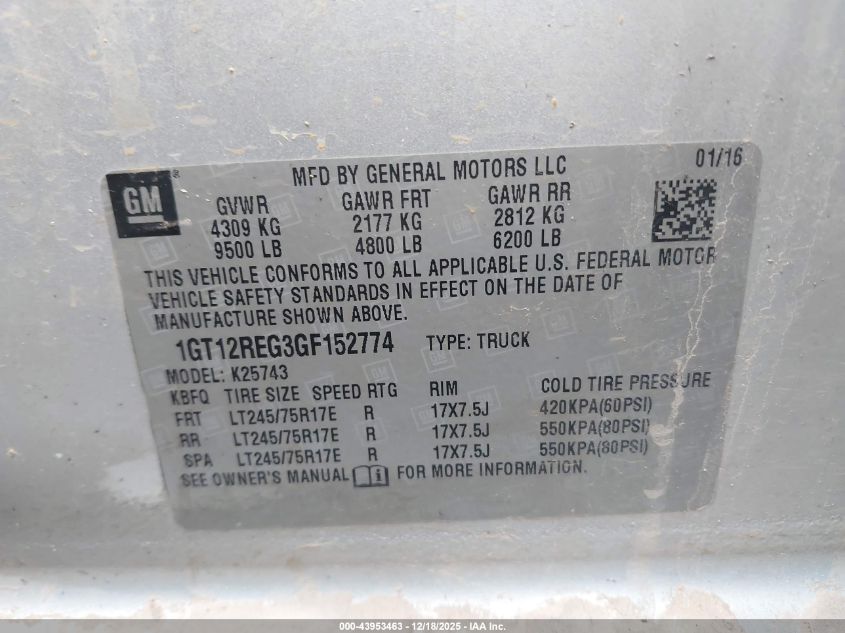 GM
®
MFD BY GENERAL MOTORS LLC
01/16
GVWR GAWR FRT GAWR RR
4309 KG 2177 KG 2812 KG
9500 LB 4800 LB 6200 LB
THIS VEHICLE CONFORMS TO ALL APPLICABLE U.S. FEDERAL MOTOR
VEHICLE SAFETY STANDARDS IN EFFECT ON THE DATE OF
MANUFACTURE SHOWN ABOVE.
1GT12REG3GF152774 TYPE: TRUCK
MODEL: K25743
KBFQ TIRE SIZE SPEED RTG RIM COLD TIRE PRESSURE
FRT LT245/75R17E R 17X7.5J 420KPA(60PSI)
RR LT245/75R17E R 17X7.5J 550KPA(80PSI)
SPA LT245/75R17E R 17X7.5J 550KPA(80PSI)
SEE OWNER'S MANUAL i FOR MORE INFORMATION.
000-43953463 - 12/18/2025 - IAA Inc.